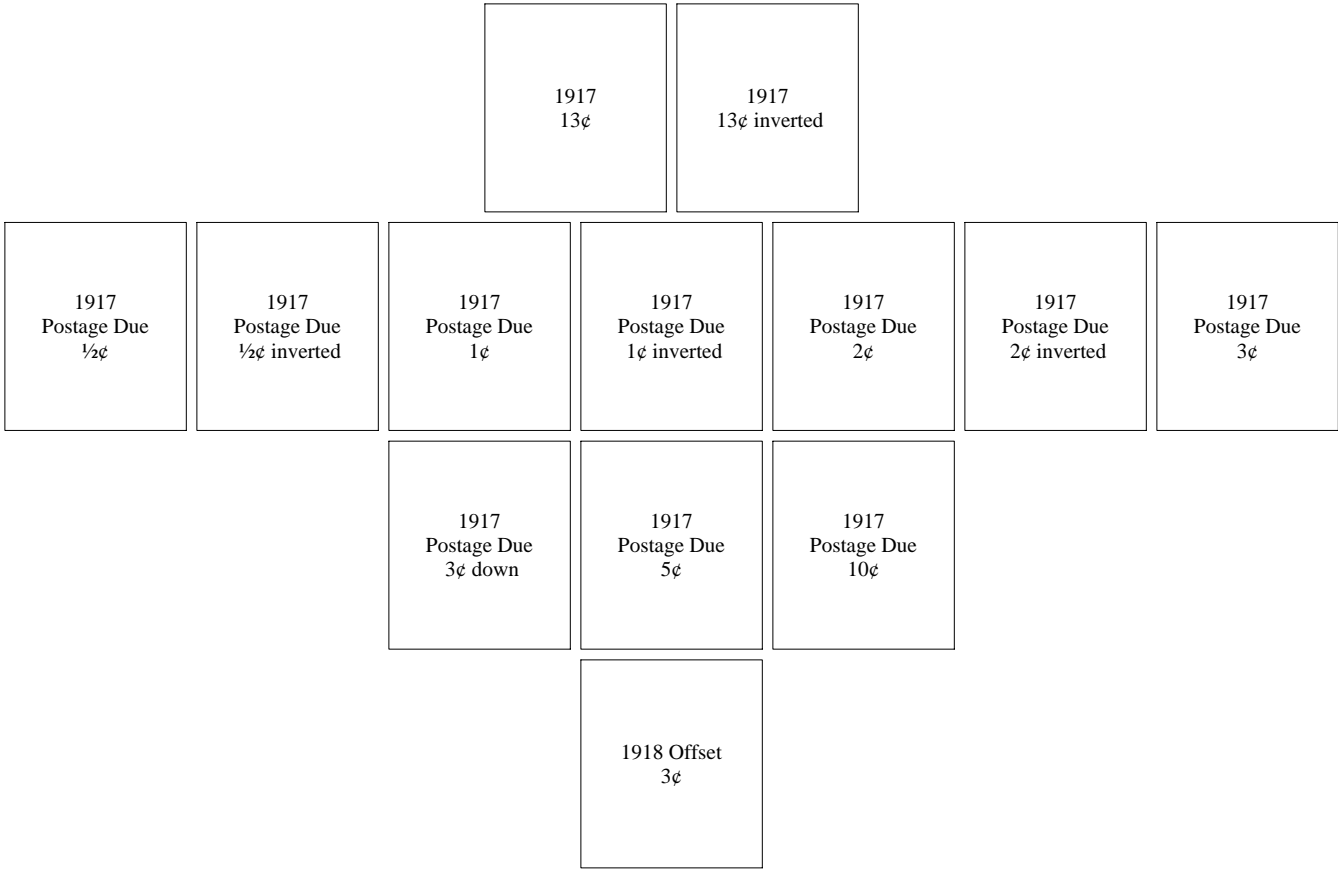 1917
13¢
1917
13¢ inverted
1917
Postage Due
½¢
1917
Postage Due
½¢ inverted
1917
Postage Due
1¢
1917
Postage Due
1¢ inverted
1917
Postage Due
2¢
1917
Postage Due
2¢ inverted
1917
Postage Due
3¢
1917
Postage Due
3¢ down
1917
Postage Due
5¢
1917
Postage Due
10¢
1918 Offset
3¢